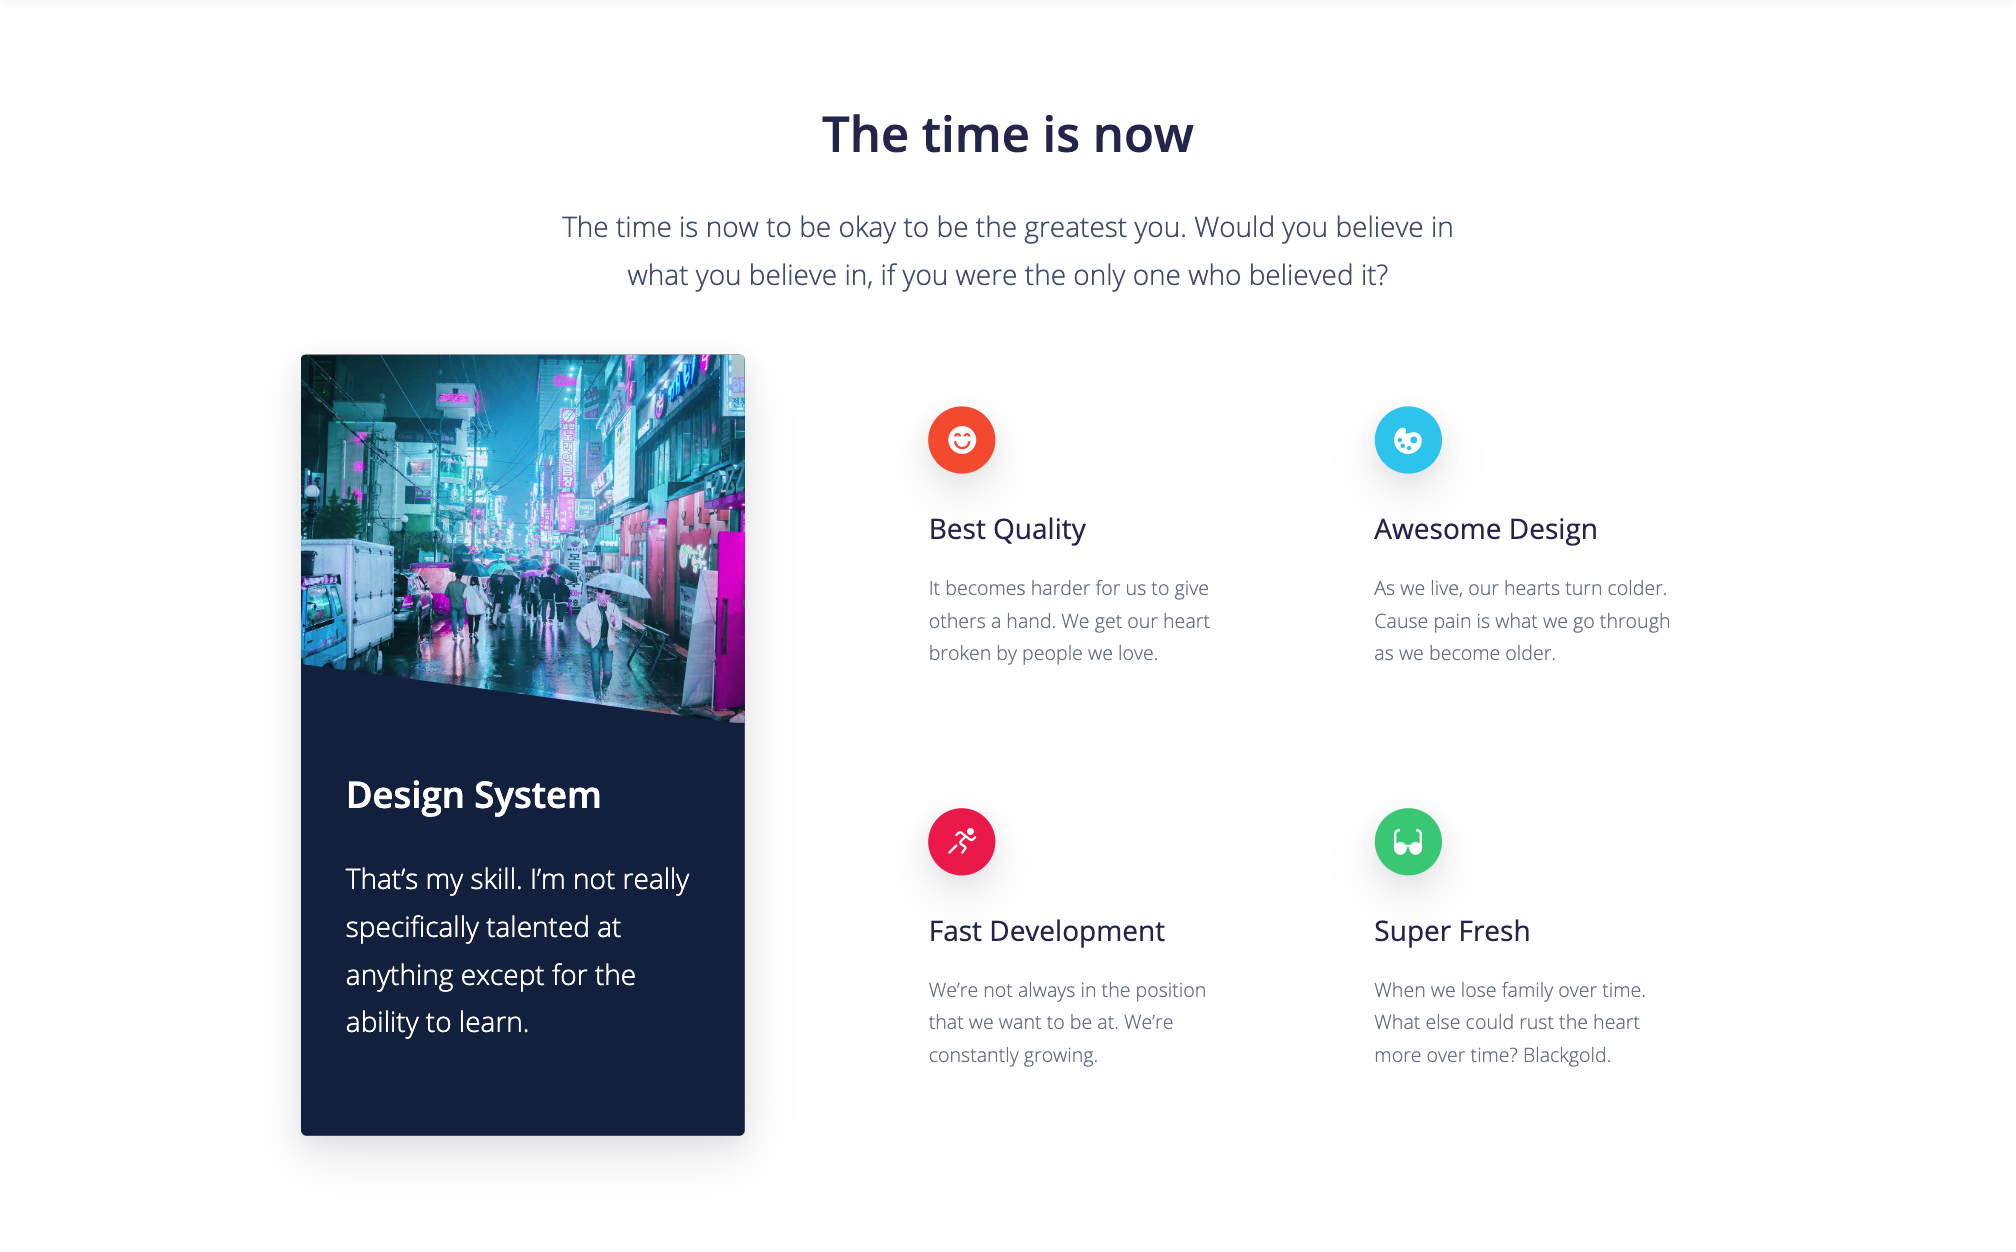 The time is now
The time is now to be okay to be the greatest you. Would you believe in
what you believe in, if you were the only one who believed it?
Design System
That’s my skill. I’m not really
specifically talented at
anything except for the
ability to learn.
Best Quality
It becomes harder for us to give
others a hand. We get our heart
broken by people we love.
Awesome Design
As we live, our hearts turn colder.
Cause pain is what we go through
as we become older.
Fast Development
We’re not always in the position
that we want to be at. We’re
constantly growing.
Super Fresh
When we lose family over time.
What else could rust the heart
more over time? Blackgold.